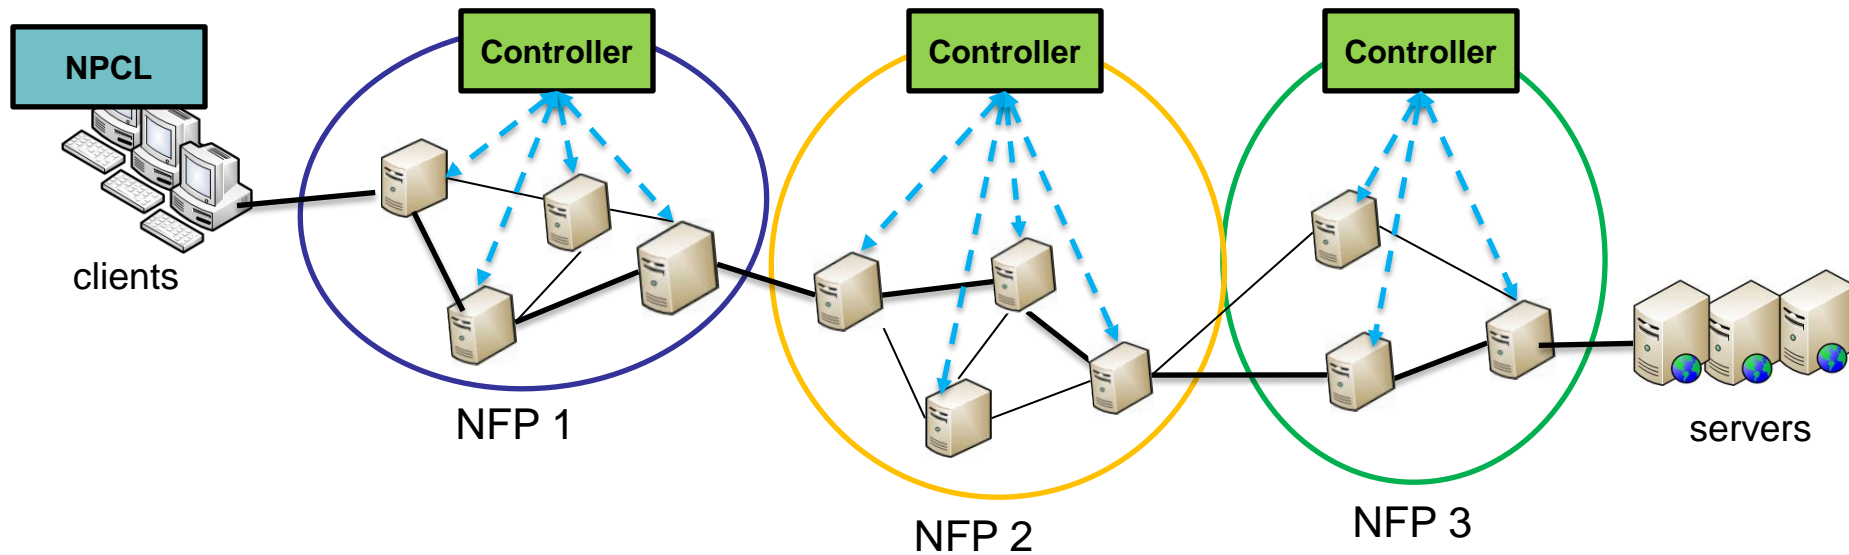 NPCL
Controller
Controller
Controller
clients
NFP 1
NFP 2
NFP 3
servers